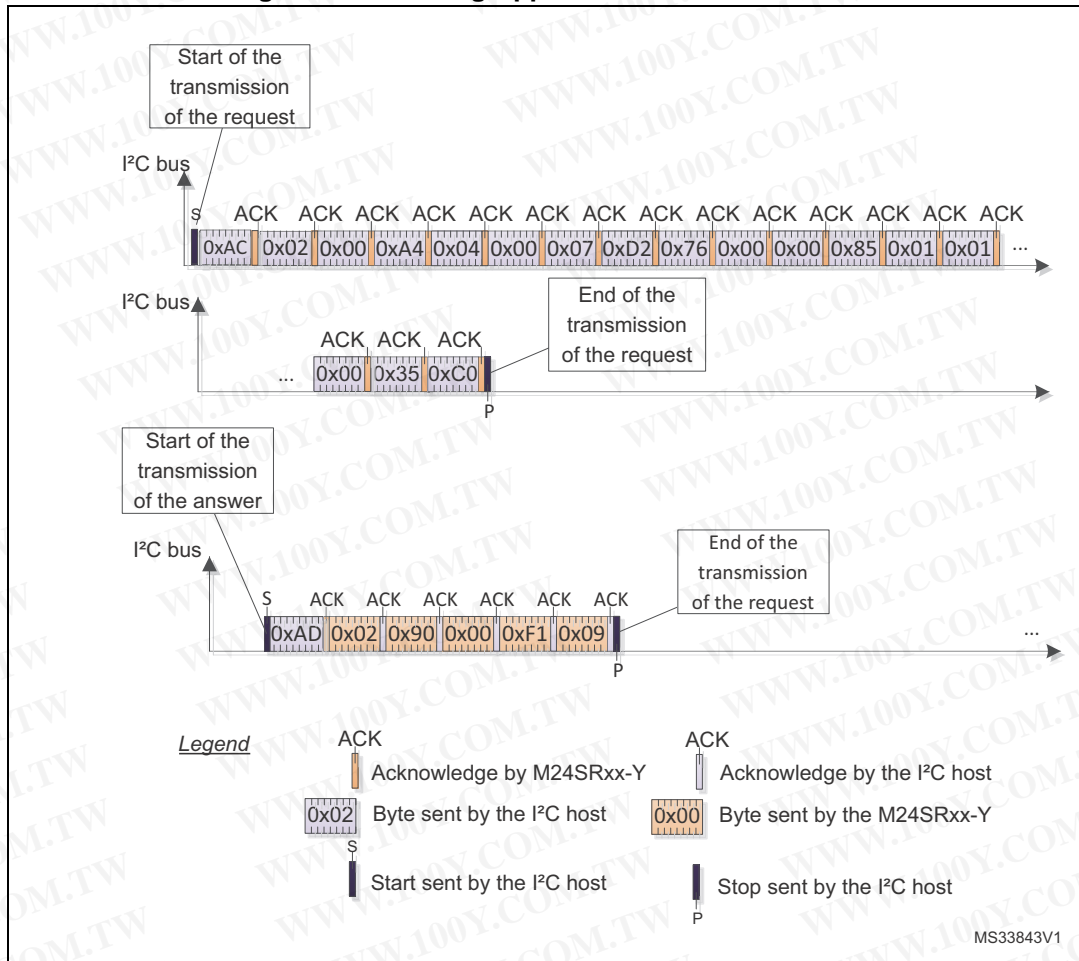 Start of the
transmission
of the request
I²C bus
S ACK ACK ACK ACK ACK ACK ACK ACK ACK ACK ACK ACK ACK ACK
0xAC 0x02 0x00 0xA4 0x04 0x00 0x07 0xD2 0x76 0x00 0x00 0x85 0x01 0x01 ...
I²C bus
End of the
transmission
of the request
ACK ACK ACK
... 0x00 0x35 0xC0
P
Start of the
transmission
of the answer
I²C bus
End of the
transmission
of the request
S ACK ACK ACK ACK ACK ACK
0xAD 0x02 0x90 0x00 0xF1 0x09 ...
P
Legend
ACK ACK
Acknowledge by M24SRxx-Y Acknowledge by the I²C host
0x02 Byte sent by the I²C host 0x00 Byte sent by the M24SRxx-Y
S
Start sent by the I²C host Stop sent by the I²C host
P
MS33843V1
WWW.100Y.COM.TW